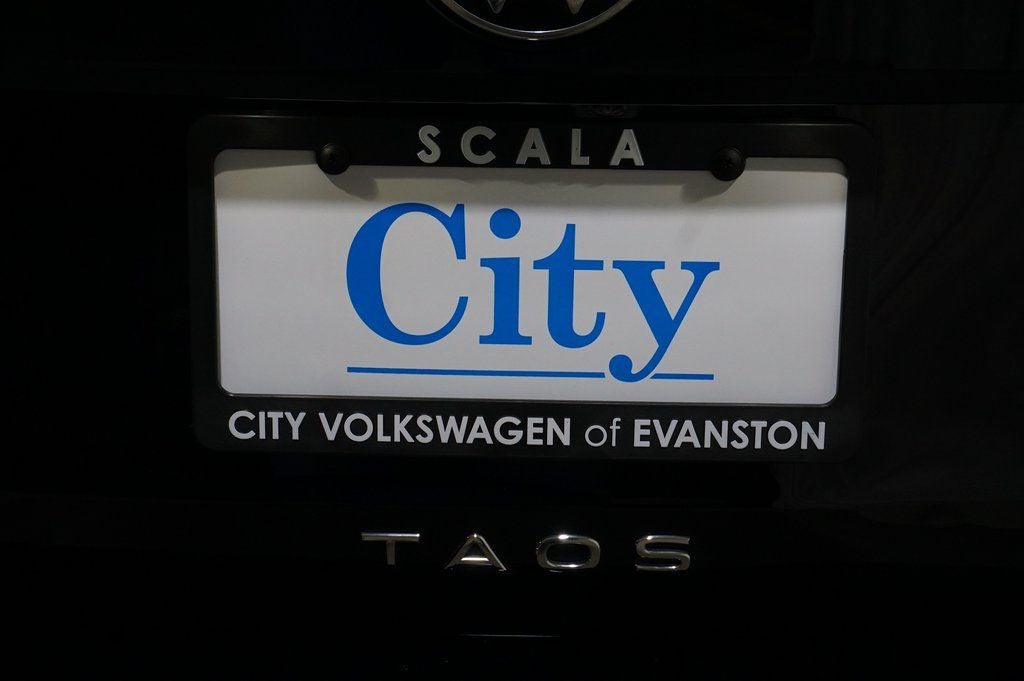 SCALA
City
CITY VOLKSWAGEN of EVANSTON
TAOS